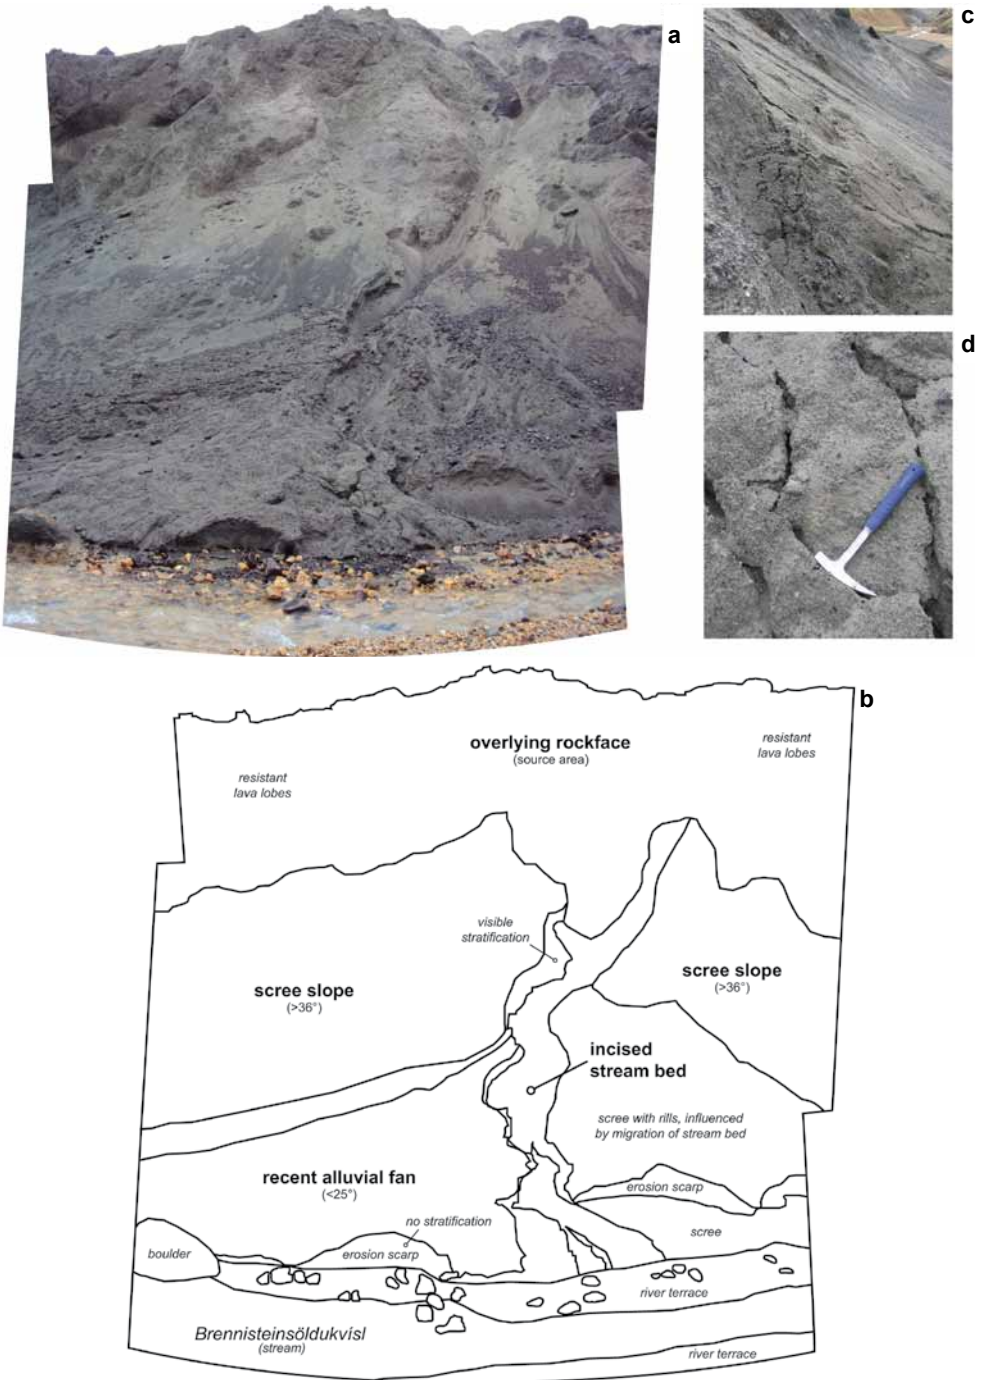 a
c
d
b
overlying rockface
(source area)
resistant
lava lobes
resistant
lava lobes
visible
stratification
scree slope
(>36°)
scree slope
(>36°)
incised
stream bed
scree with rills, influenced
by migration of stream bed
recent alluvial fan
(<25°)
erosion scarp
no stratification
scree
boulder
erosion scarp
river terrace
Brennisteinsöldukvísl
(stream)
river terrace